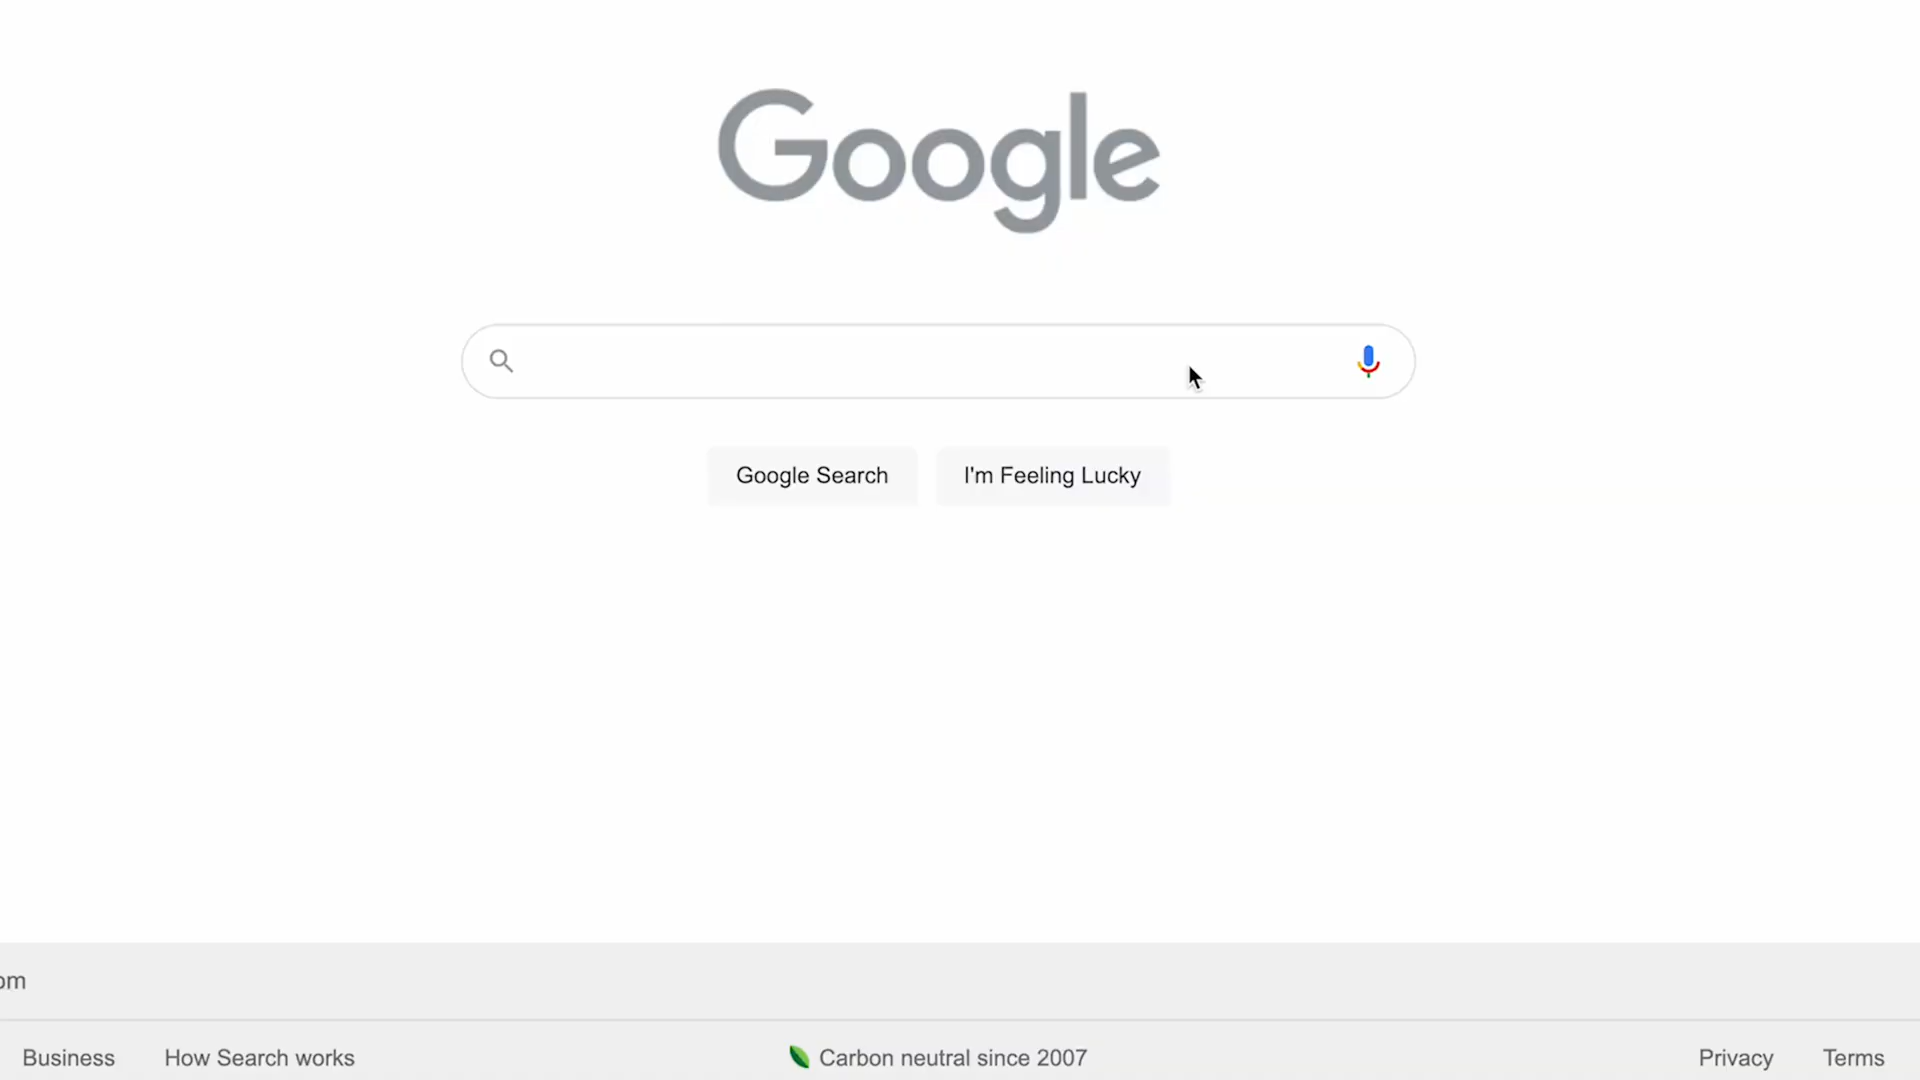 Google
Google Search
I'm Feeling Lucky
om
Business
How Search works
Carbon neutral since 2007
Privacy
Terms